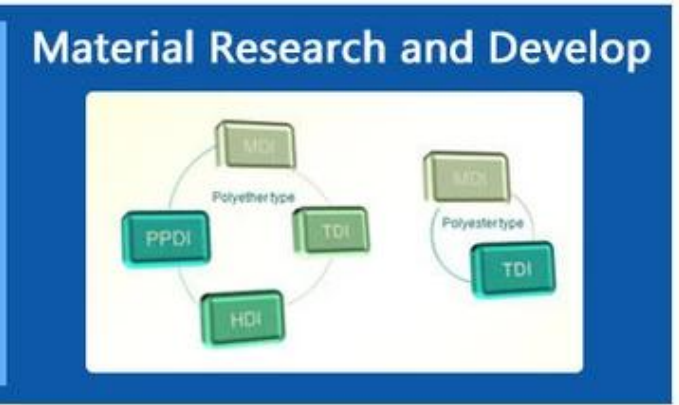 Material Research and Develop
MDI
Polyether type
PPDI
TDI
HDI
MDI
Polyester type
TDI